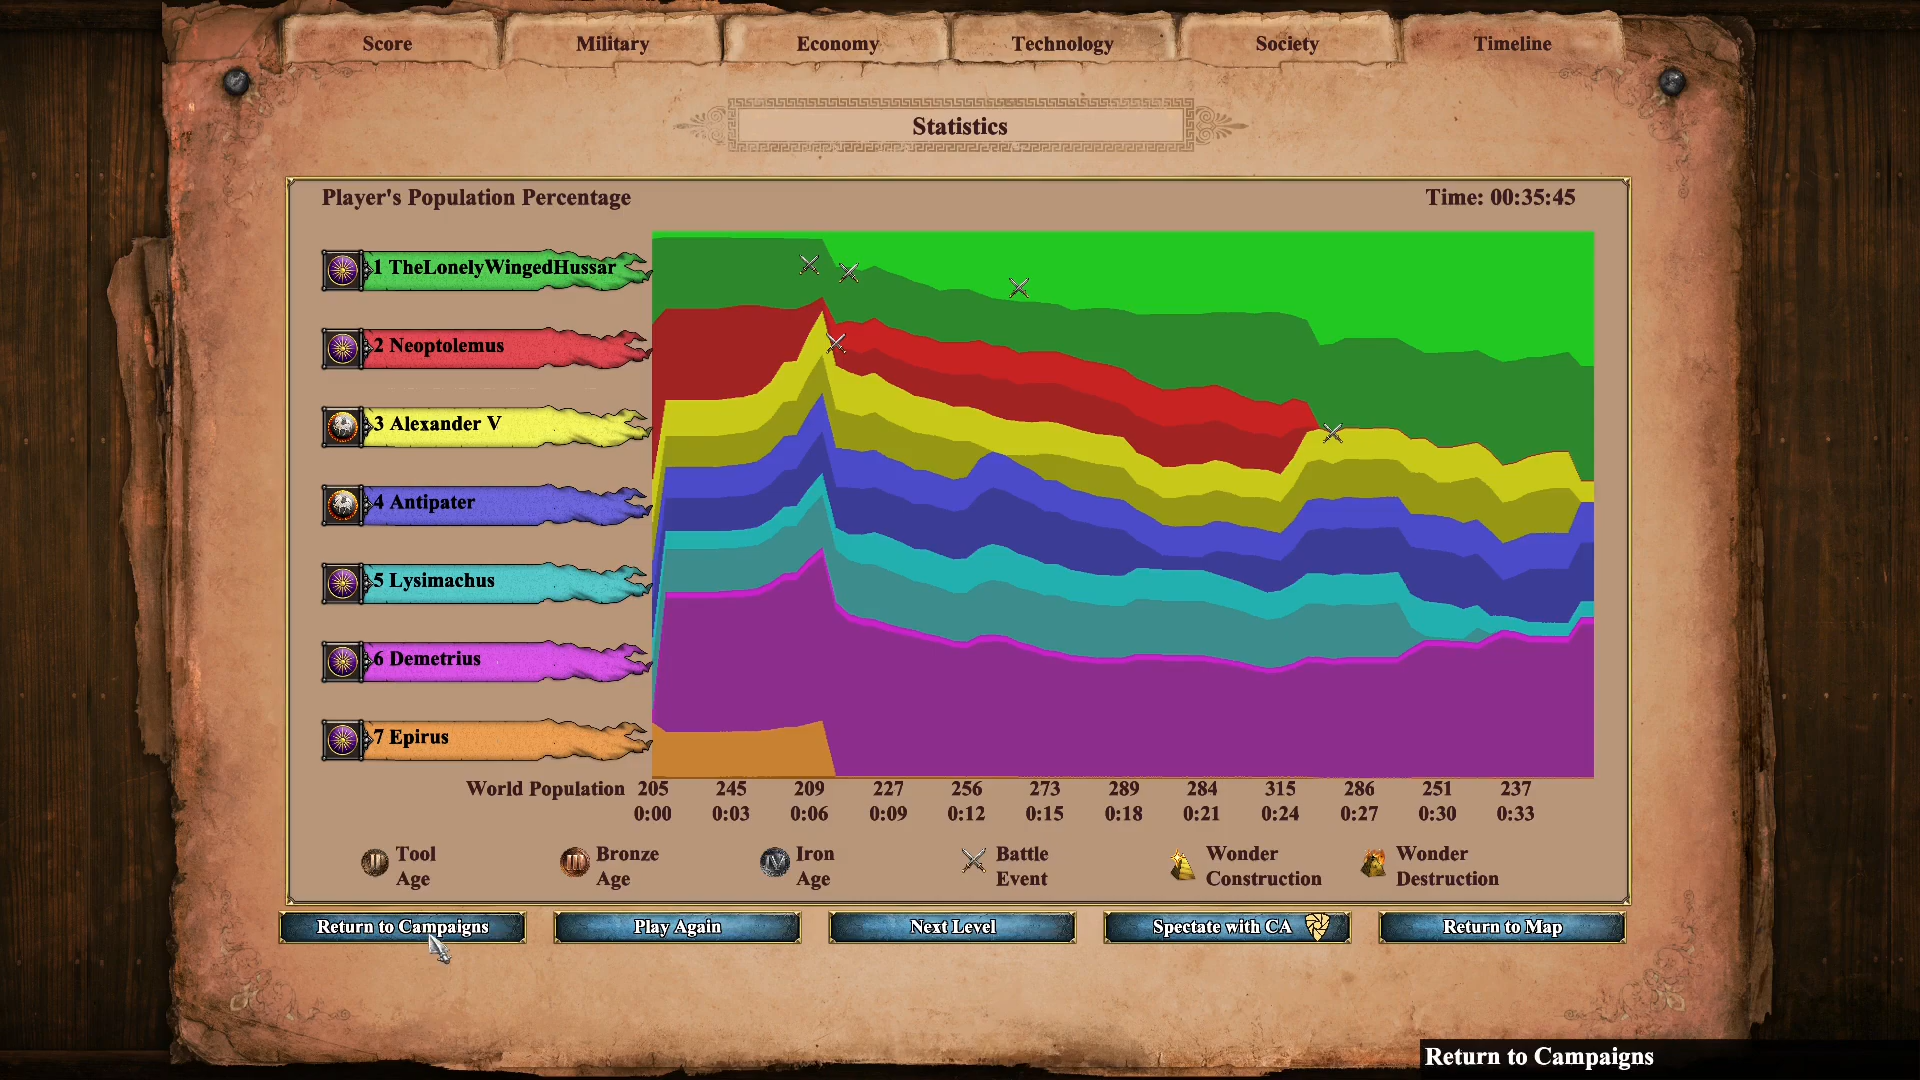 Score Military Economy Technology Society Timeline
Statistics
Player's Population Percentage
Time: 00:35:45
1 TheLonelyWingedHussar
2 Neoptolemus
3 Alexander V
4 Antipater
5 Lysimachus
6 Demetrius
7 Epirus
World Population 205 245 209 227 256 273 289 284 315 286 251 237
0:00 0:03 0:06 0:09 0:12 0:15 0:18 0:21 0:24 0:27 0:30 0:33
II Tool Age
III Bronze Age
IV Iron Age
Battle Event
Wonder Construction
Wonder Destruction
Return to Campaigns
Play Again
Next Level
Spectate with CA
Return to Map
Return to Campaigns